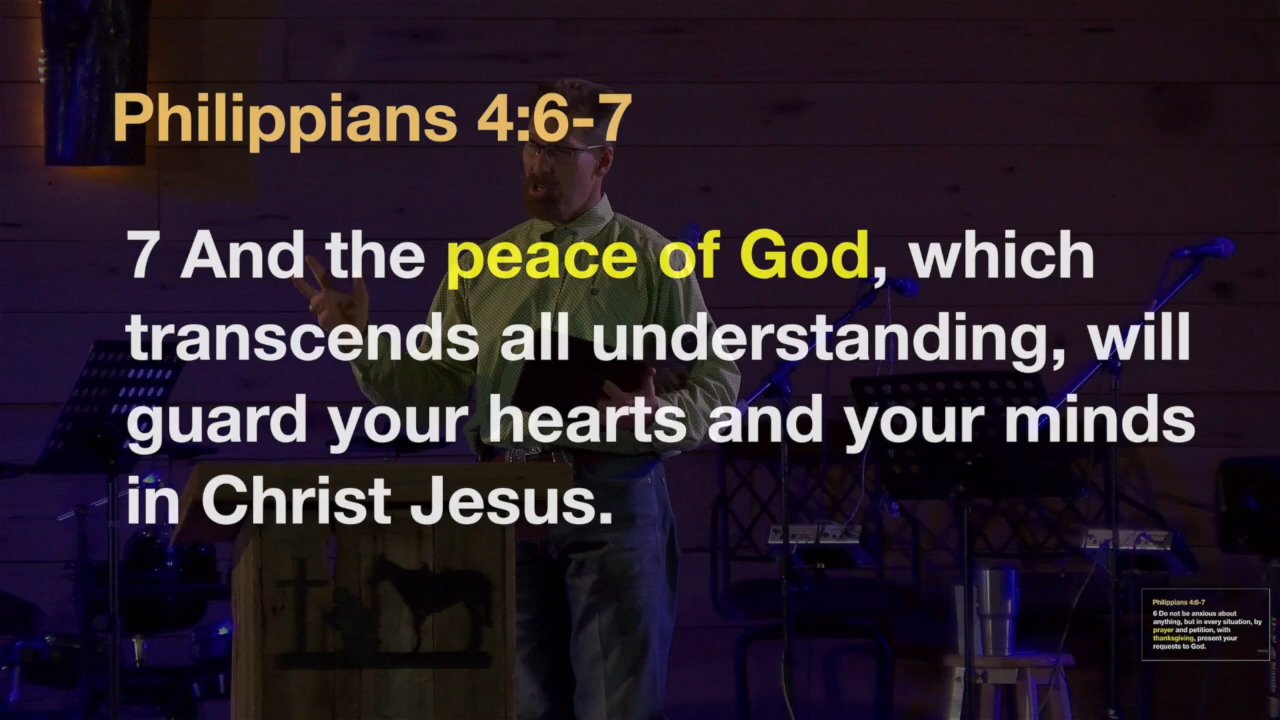 Philippians 4:6-7
7 And the peace of God, which
transcends all understanding, will
guard your hearts and your minds
in Christ Jesus.
Philippians 4:6-7
6 Do not be anxious about
anything, but in every situation, by
prayer and petition, with
thanksgiving, present your
requests to God.